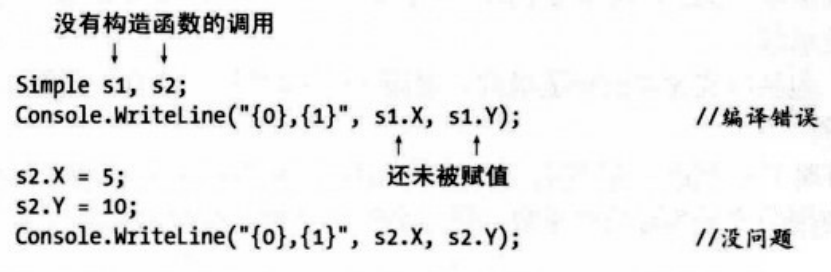 没有构造函数的调用
↓ ↓
Simple s1, s2;
Console.WriteLine("{0},{1}", s1.X, s1.Y); //编译错误
↑ ↑
s2.X = 5; 还未被赋值
s2.Y = 10;
Console.WriteLine("{0},{1}", s2.X, s2.Y); //没问题